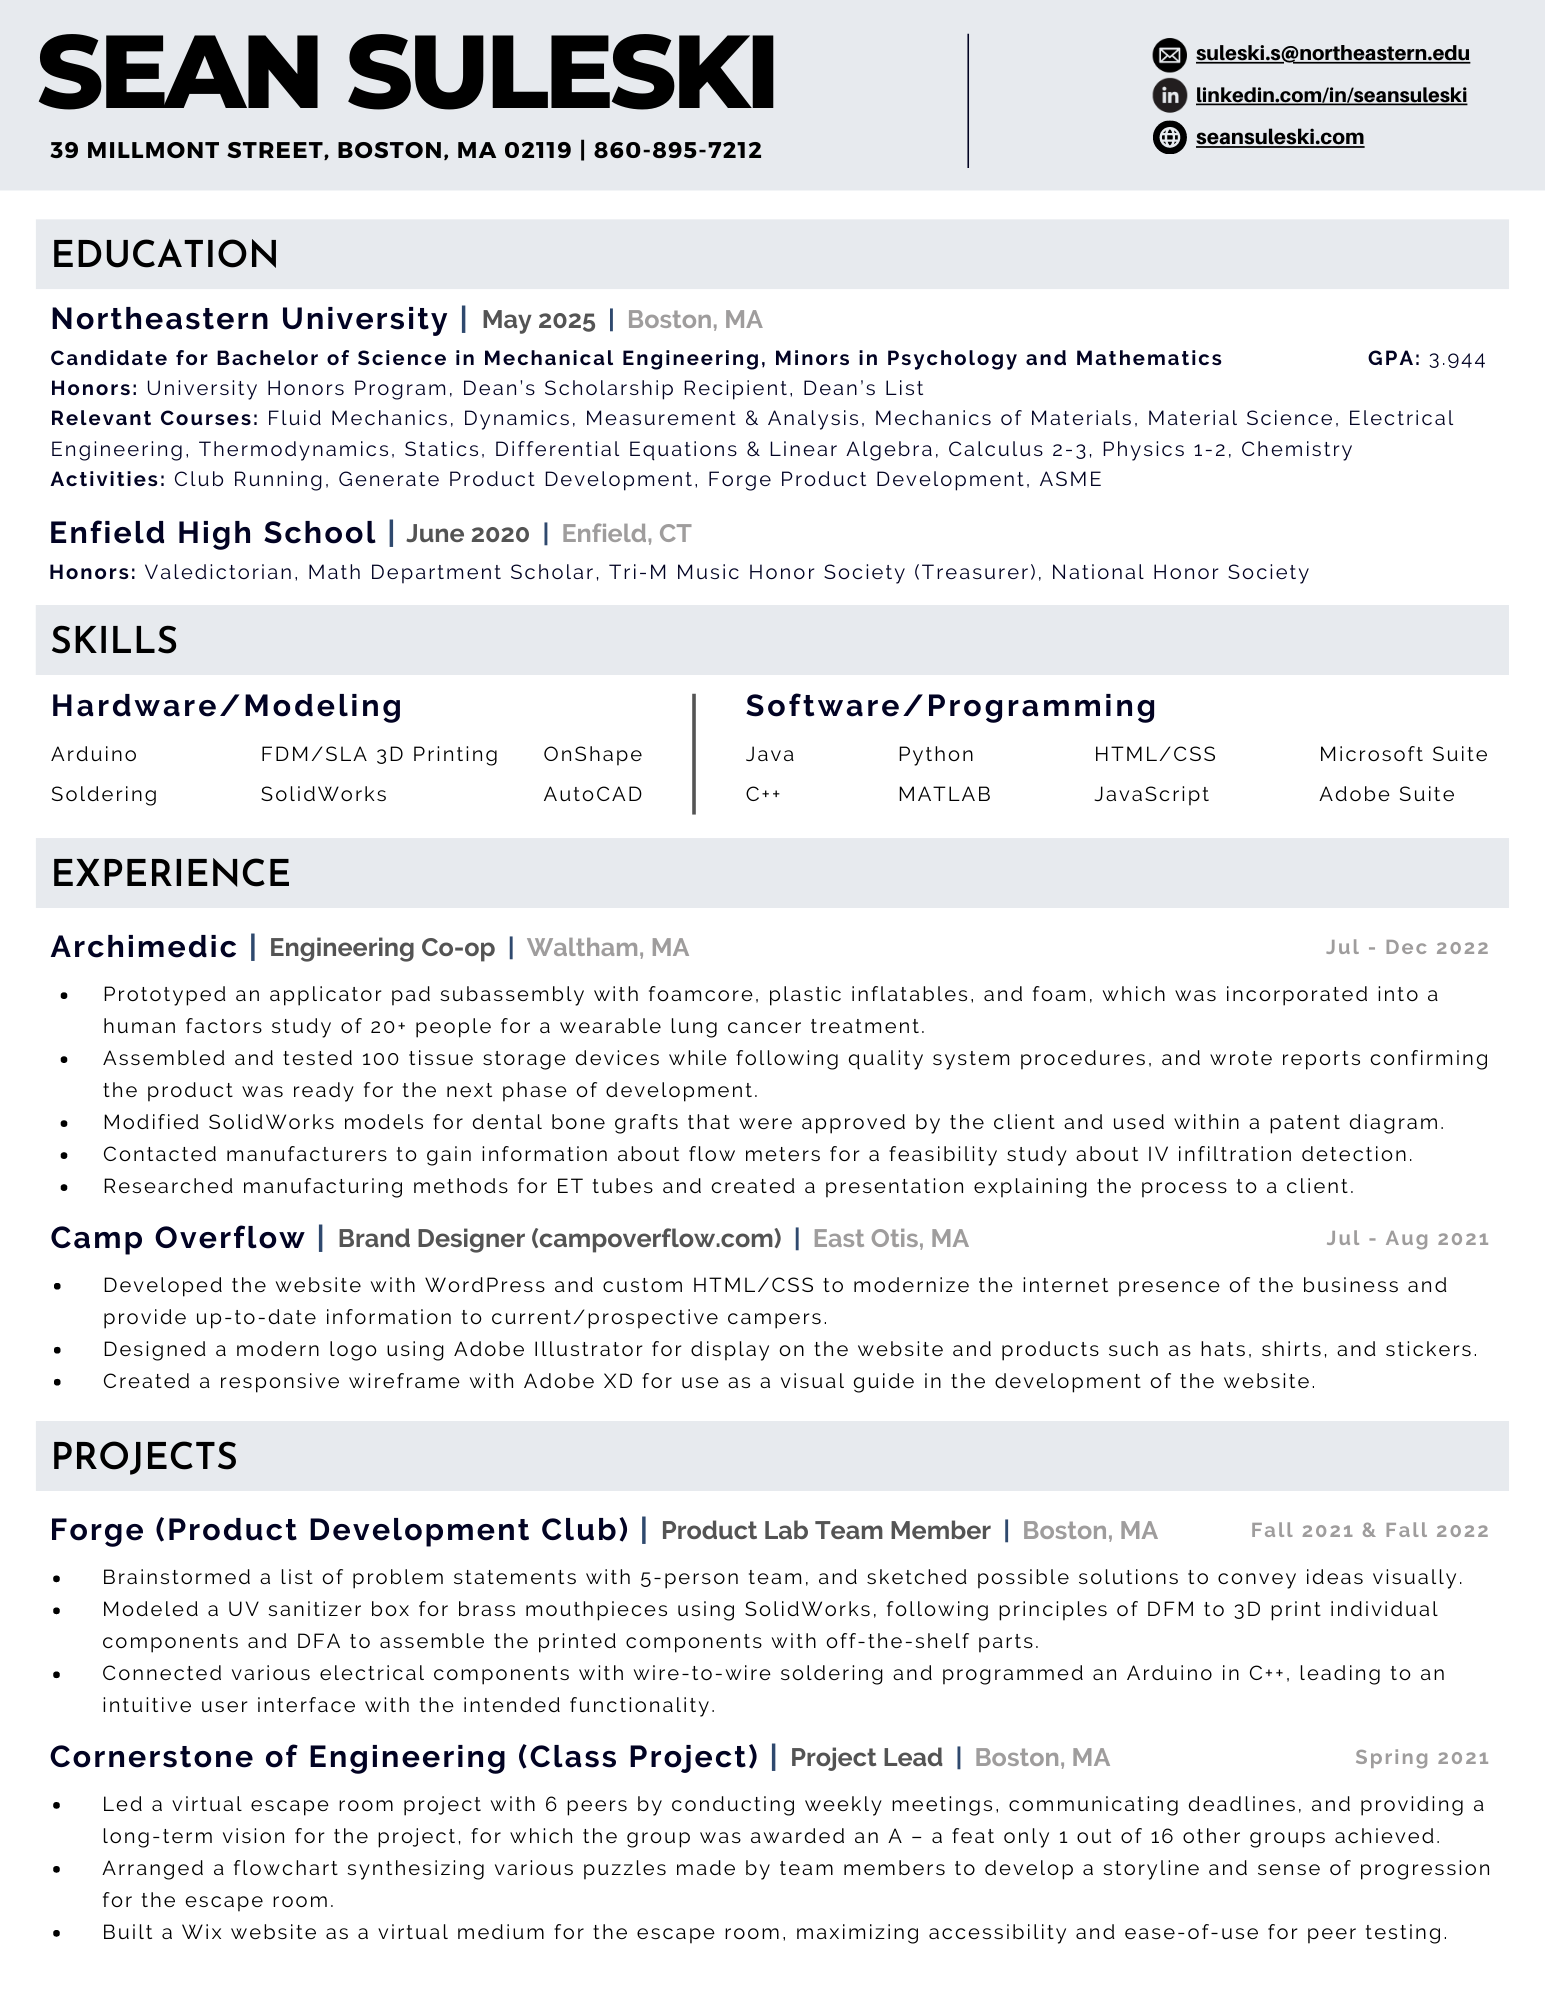 SEAN SULESKI
39 MILLMONT STREET, BOSTON, MA 02119 | 860-895-7212
suleski.s@northeastern.edu
linkedin.com/in/seansuleski
seansuleski.com
EDUCATION
Northeastern University | May 2025 | Boston, MA
Candidate for Bachelor of Science in Mechanical Engineering, Minors in Psychology and Mathematics GPA: 3.944
Honors: University Honors Program, Dean's Scholarship Recipient, Dean's List
Relevant Courses: Fluid Mechanics, Dynamics, Measurement & Analysis, Mechanics of Materials, Material Science, Electrical
Engineering, Thermodynamics, Statics, Differential Equations & Linear Algebra, Calculus 2-3, Physics 1-2, Chemistry
Activities: Club Running, Generate Product Development, Forge Product Development, ASME
Enfield High School | June 2020 | Enfield, CT
Honors: Valedictorian, Math Department Scholar, Tri-M Music Honor Society (Treasurer), National Honor Society
SKILLS
Hardware/Modeling
Arduino FDM/SLA 3D Printing OnShape
Soldering SolidWorks AutoCAD
Software/Programming
Java Python HTML/CSS Microsoft Suite
C++ MATLAB JavaScript Adobe Suite
EXPERIENCE
Archimedic | Engineering Co-op | Waltham, MA Jul - Dec 2022
• Prototyped an applicator pad subassembly with foamcore, plastic inflatables, and foam, which was incorporated into a
human factors study of 20+ people for a wearable lung cancer treatment.
• Assembled and tested 100 tissue storage devices while following quality system procedures, and wrote reports confirming
the product was ready for the next phase of development.
• Modified SolidWorks models for dental bone grafts that were approved by the client and used within a patent diagram.
• Contacted manufacturers to gain information about flow meters for a feasibility study about IV infiltration detection.
• Researched manufacturing methods for ET tubes and created a presentation explaining the process to a client.
Camp Overflow | Brand Designer (campoverflow.com) | East Otis, MA Jul - Aug 2021
• Developed the website with WordPress and custom HTML/CSS to modernize the internet presence of the business and
provide up-to-date information to current/prospective campers.
• Designed a modern logo using Adobe Illustrator for display on the website and products such as hats, shirts, and stickers.
• Created a responsive wireframe with Adobe XD for use as a visual guide in the development of the website.
PROJECTS
Forge (Product Development Club) | Product Lab Team Member | Boston, MA Fall 2021 & Fall 2022
• Brainstormed a list of problem statements with 5-person team, and sketched possible solutions to convey ideas visually.
• Modeled a UV sanitizer box for brass mouthpieces using SolidWorks, following principles of DFM to 3D print individual
components and DFA to assemble the printed components with off-the-shelf parts.
• Connected various electrical components with wire-to-wire soldering and programmed an Arduino in C++, leading to an
intuitive user interface with the intended functionality.
Cornerstone of Engineering (Class Project) | Project Lead | Boston, MA Spring 2021
• Led a virtual escape room project with 6 peers by conducting weekly meetings, communicating deadlines, and providing a
long-term vision for the project, for which the group was awarded an A – a feat only 1 out of 16 other groups achieved.
• Arranged a flowchart synthesizing various puzzles made by team members to develop a storyline and sense of progression
for the escape room.
• Built a Wix website as a virtual medium for the escape room, maximizing accessibility and ease-of-use for peer testing.